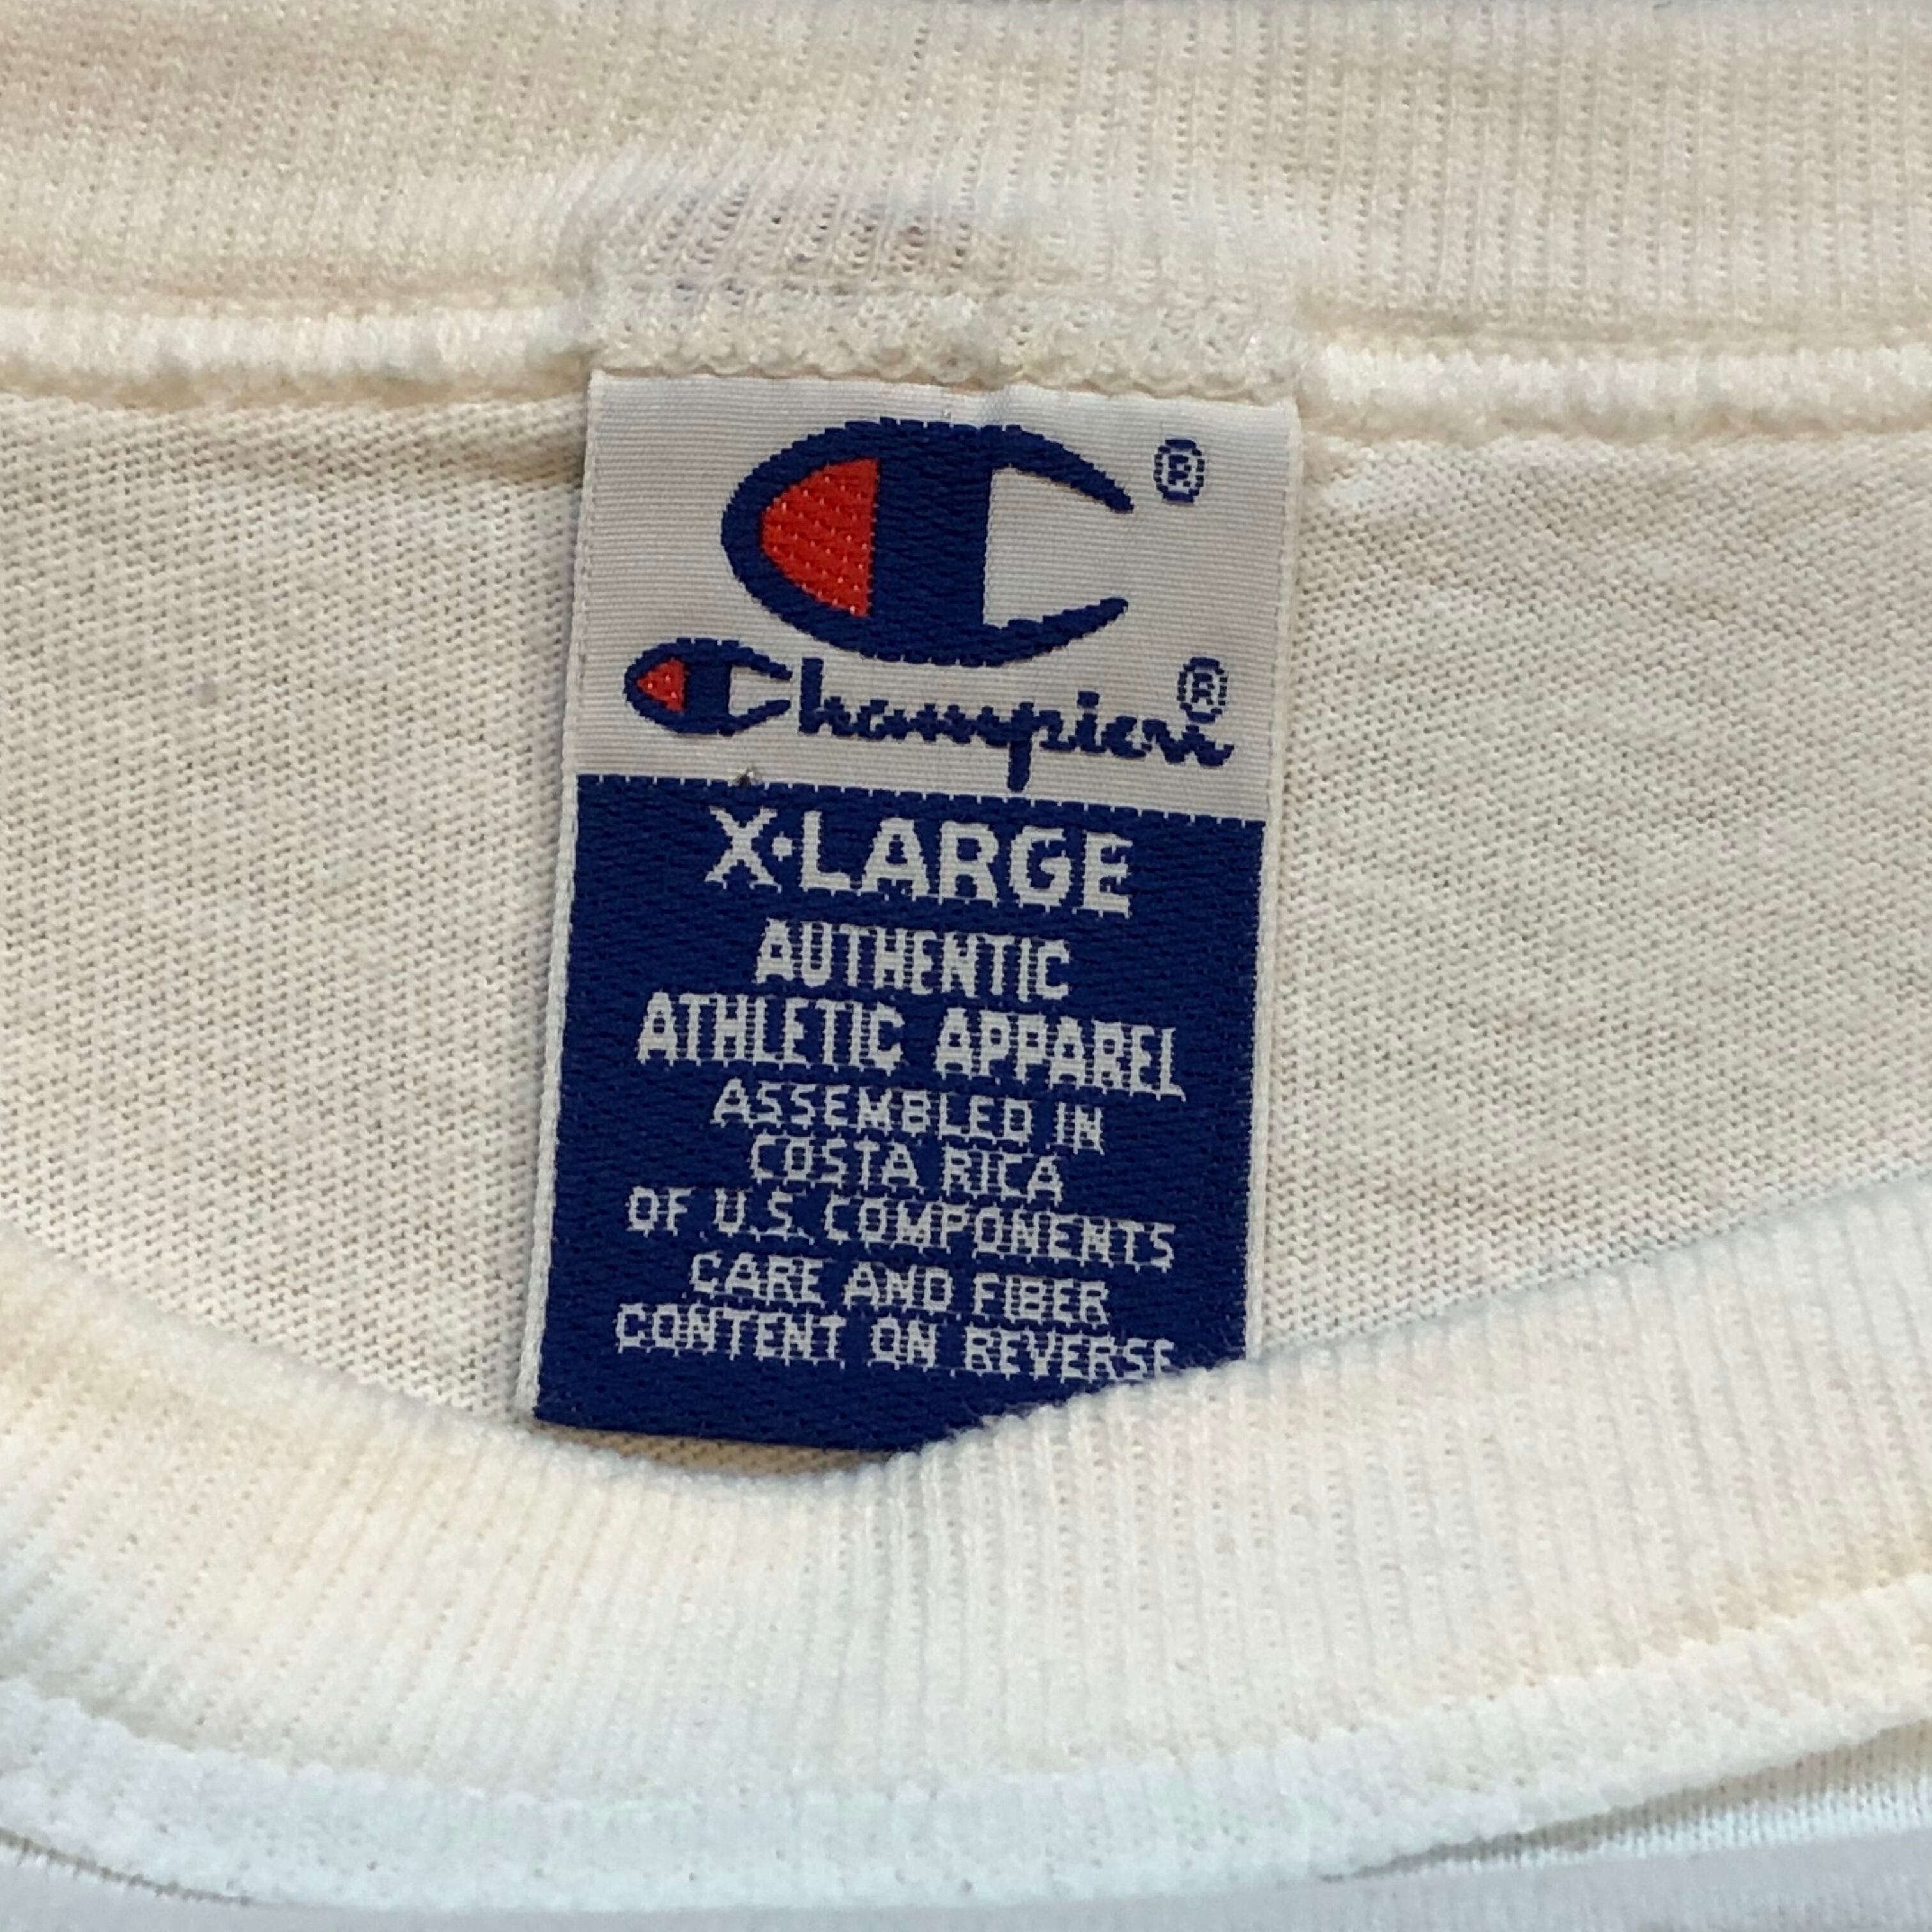 ®
Champion®
X-LARGE
AUTHENTIC
ATHLETIC APPAREL
ASSEMBLED IN
COSTA RICA
OF U.S. COMPONENTS
CARE AND FIBER
CONTENT ON REVERSE